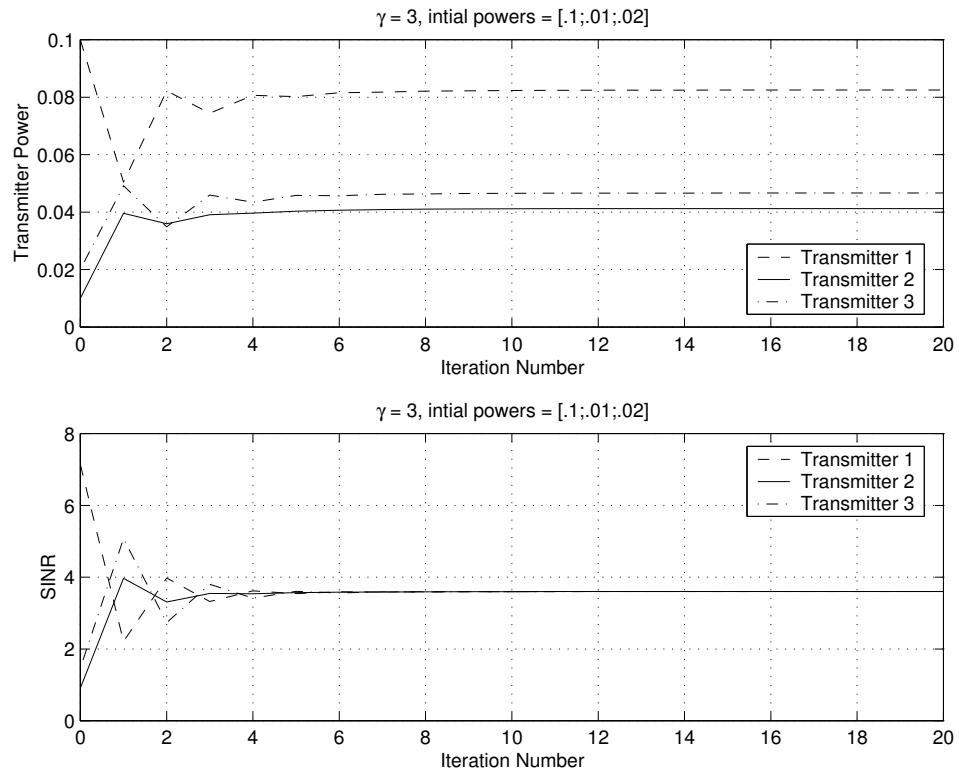 γ = 3, intial powers = [.1;.01;.02]
0.1
0.08
0.06
0.04
0.02
0
Transmitter Power
Transmitter 1
Transmitter 2
Transmitter 3
0 2 4 6 8 10 12 14 16 18 20
Iteration Number
γ = 3, intial powers = [.1;.01;.02]
8
6
4
2
0
SINR
Transmitter 1
Transmitter 2
Transmitter 3
0 2 4 6 8 10 12 14 16 18 20
Iteration Number